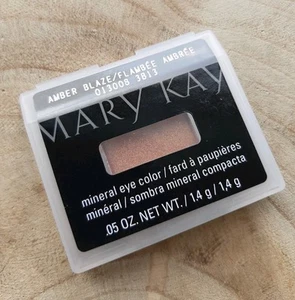 AMBER BLAZE/FLAMBÉE AMBRÉE
013008 3813
MARY KAY
mineral eye color / fard à paupières
minéral / sombra mineral compacta
.05 OZ. NET WT. / 1,4 g / 1.4 g